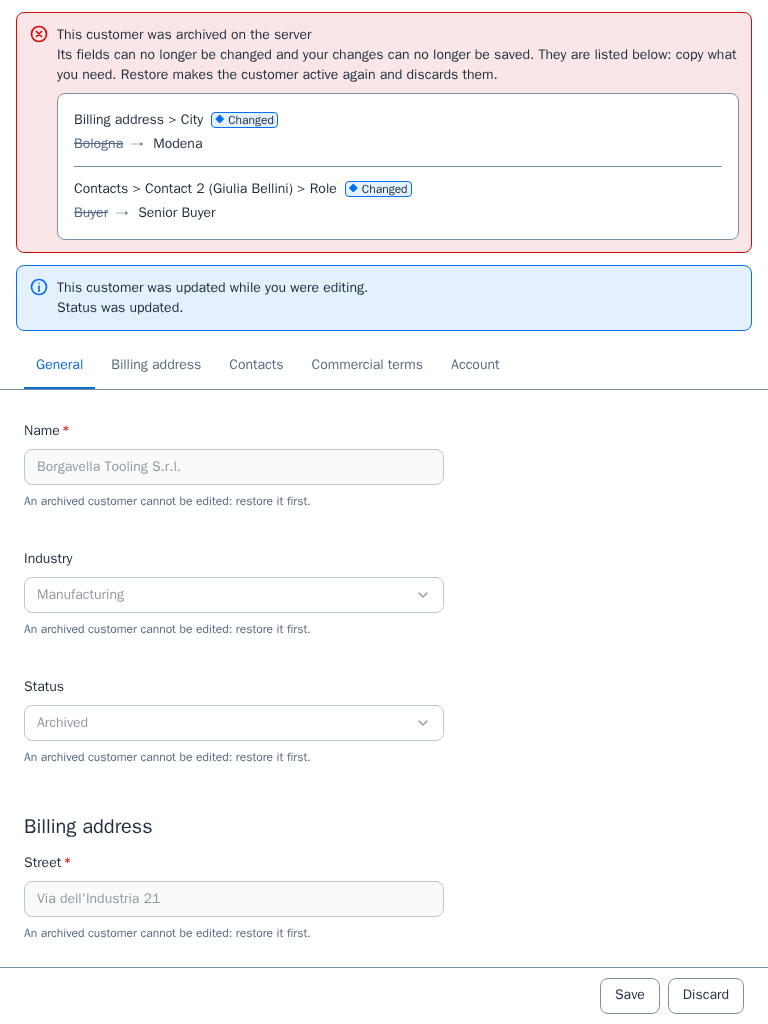 This customer was archived on the server
Its fields can no longer be changed and your changes can no longer be saved. They are listed below: copy what
you need. Restore makes the customer active again and discards them.
Billing address > City Changed
Bologna → Modena
Contacts > Contact 2 (Giulia Bellini) > Role Changed
Buyer → Senior Buyer
This customer was updated while you were editing.
Status was updated.
General Billing address Contacts Commercial terms Account
Name *
Borgavella Tooling S.r.l.
An archived customer cannot be edited: restore it first.
Industry
Manufacturing
An archived customer cannot be edited: restore it first.
Status
Archived
An archived customer cannot be edited: restore it first.
Billing address
Street *
Via dell'Industria 21
An archived customer cannot be edited: restore it first.
Save Discard